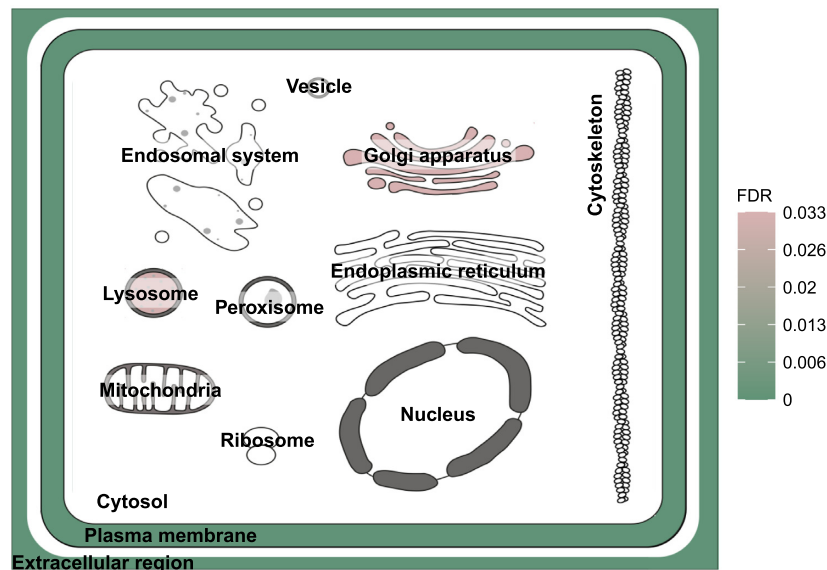 Vesicle
Endosomal system
Golgi apparatus
Cytoskeleton
Endoplasmic reticulum
Lysosome
Peroxisome
Mitochondria
Nucleus
Ribosome
Cytosol
Plasma membrane
Extracellular region
FDR
0.033
0.026
0.02
0.013
0.006
0